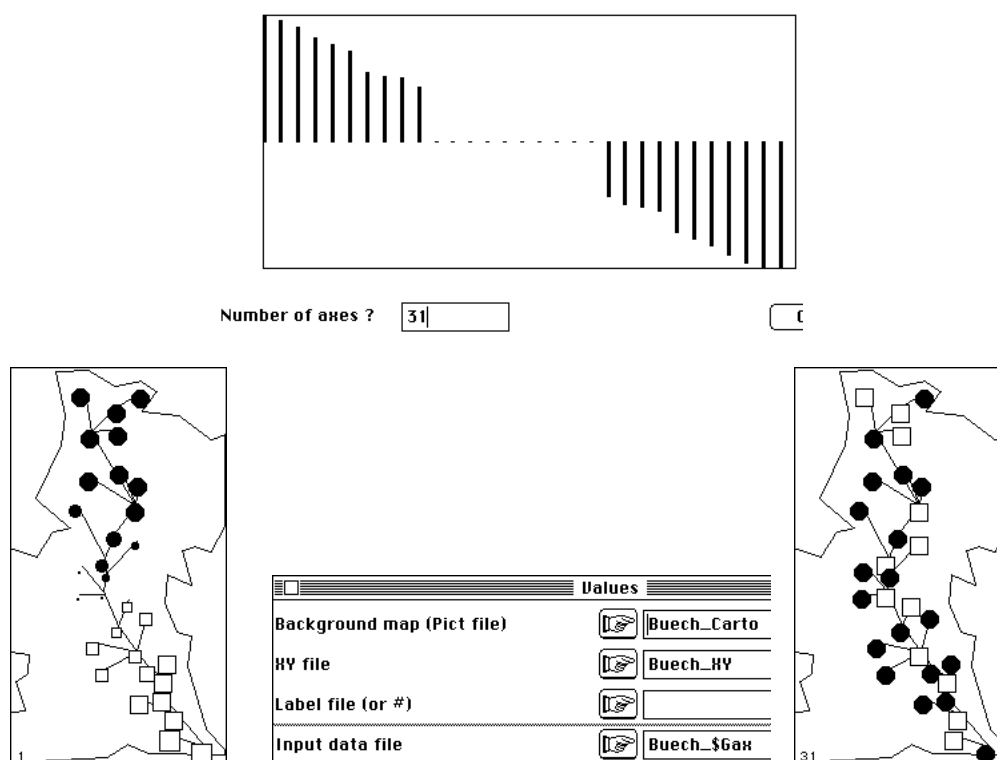 Number of axes ?
31
Values
Background map (Pict file)
Buech_Carto
XY file
Buech_XY
Label file (or #)
Input data file
Buech_$Gax
1
31